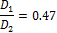 D₁/D₂ = 0.47